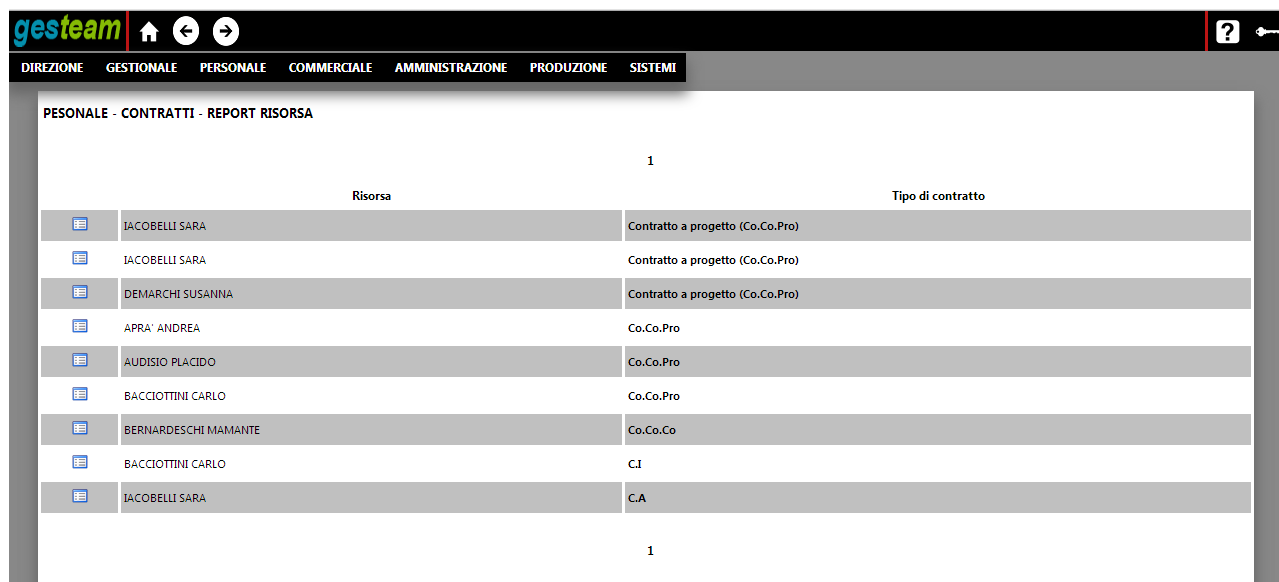 gesteam
?
DIREZIONE GESTIONALE PERSONALE COMMERCIALE AMMINISTRAZIONE PRODUZIONE SISTEMI
PESONALE - CONTRATTI - REPORT RISORSA
1
Risorsa Tipo di contratto
IACOBELLI SARA Contratto a progetto (Co.Co.Pro)
IACOBELLI SARA Contratto a progetto (Co.Co.Pro)
DEMARCHI SUSANNA Contratto a progetto (Co.Co.Pro)
APRA' ANDREA Co.Co.Pro
AUDISIO PLACIDO Co.Co.Pro
BACCIOTTINI CARLO Co.Co.Pro
BERNARDESCHI MAMANTE Co.Co.Co
BACCIOTTINI CARLO C.I
IACOBELLI SARA C.A
1